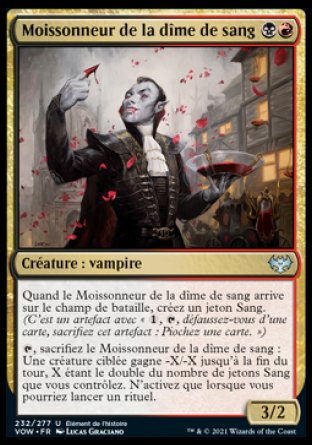 Moissonneur de la dîme de sang
Créature : vampire
Quand le Moissonneur de la dîme de sang arrive
sur le champ de bataille, créez un jeton Sang.
(C'est un artefact avec « 1, , défaussez-vous d'une
carte, sacrifiez cet artefact : Piochez une carte. »)
, sacrifiez le Moissonneur de la dîme de sang :
Une créature ciblée gagne -X/-X jusqu'à la fin du
tour, X étant le double du nombre de jetons Sang
que vous contrôlez. N'activez que lorsque vous
pourriez lancer un rituel.
3/2
232/277 U Élément de l'histoire
VOW • FR Lucas Graciano
™ & © 2021 Wizards of the Coast